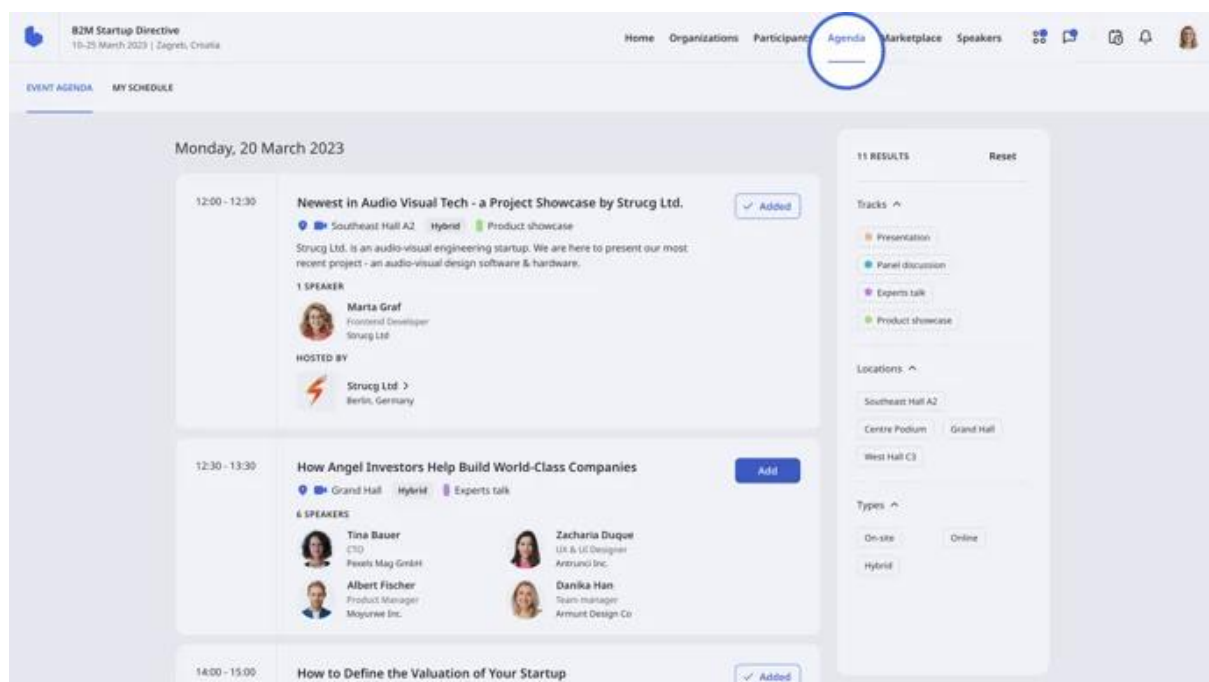 B2M Startup Directive
10-25 March 2023 | Zagreb, Croatia
Home Organizations Participants Agenda Marketplace Speakers
EVENT AGENDA MY SCHEDULE
Monday, 20 March 2023
12:00 - 12:30
Newest in Audio Visual Tech - a Project Showcase by Strucg Ltd.
Added
Southeast Hall A2 Hybrid Product showcase
Strucg Ltd. is an audio-visual engineering startup. We are here to present our most
recent project - an audio-visual design software & hardware.
1 SPEAKER
Marta Graf
Frontend Developer
Strucg Ltd
HOSTED BY
Strucg Ltd >
Berlin, Germany
12:30 - 13:30
How Angel Investors Help Build World-Class Companies
Add
Grand Hall Hybrid Experts talk
6 SPEAKERS
Tina Bauer
CTO
Pexels Mag GmbH
Zacharia Duque
UX & UI Designer
Antrunci Inc.
Albert Fischer
Product Manager
Moyurwe Inc.
Danika Han
Team manager
Armunt Design Co
14:00 - 15:00
How to Define the Valuation of Your Startup
Added
11 RESULTS Reset
Tracks
Presentation
Panel discussion
Experts talk
Product showcase
Locations
Southeast Hall A2
Centre Podium Grand Hall
West Hall C3
Types
On-site Online
Hybrid